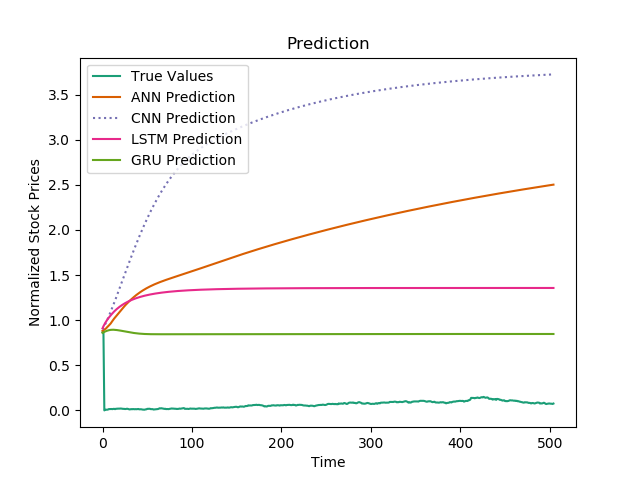 Prediction
True Values
ANN Prediction
CNN Prediction
LSTM Prediction
GRU Prediction
Normalized Stock Prices
3.5
3.0
2.5
2.0
1.5
1.0
0.5
0.0
0 100 200 300 400 500
Time